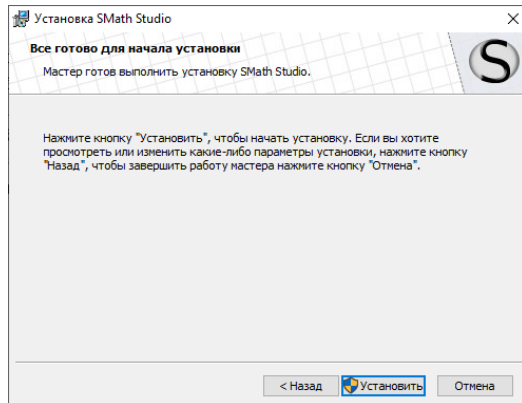 Установка SMath Studio
Все готово для начала установки
Мастер готов выполнить установку SMath Studio.
S
Нажмите кнопку "Установить", чтобы начать установку. Если вы хотите
просмотреть или изменить какие-либо параметры установки, нажмите кнопку
"Назад", чтобы завершить работу мастера нажмите кнопку "Отмена".
< Назад Установить Отмена